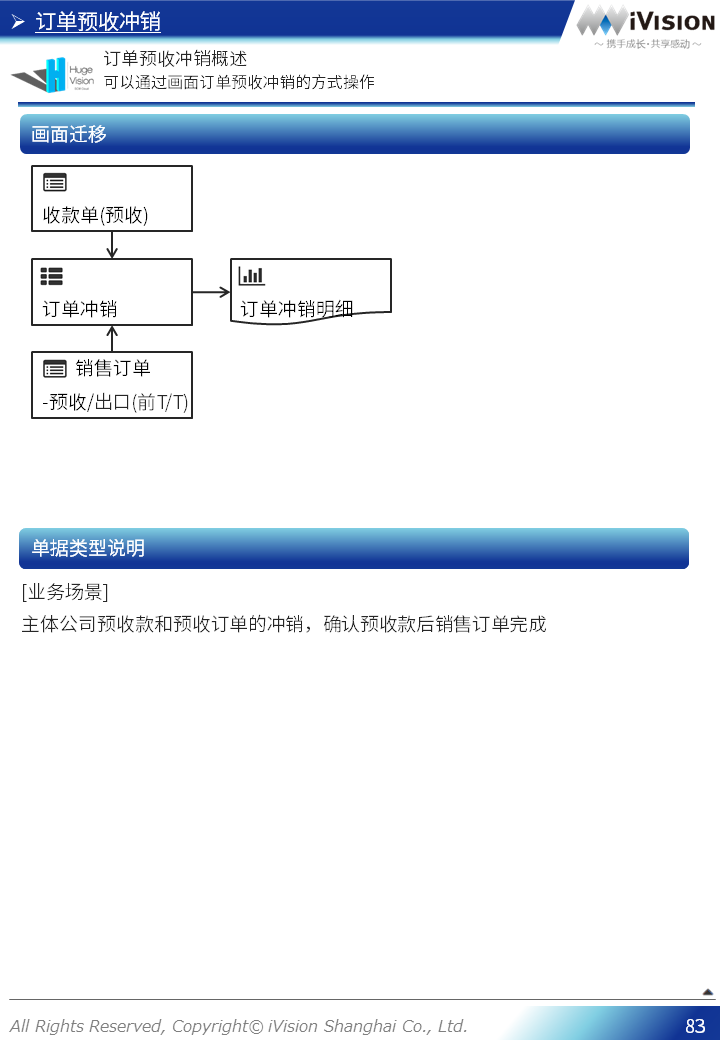 订单预收冲销
iVISION
～ 携手成长·共享感动 ～
Huge
Vision
订单预收冲销概述
可以通过画面订单预收冲销的方式操作
画面迁移
收款单(预收)
订单冲销
订单冲销明细
销售订单
-预收/出口(前T/T)
单据类型说明
[业务场景]
主体公司预收款和预收订单的冲销，确认预收款后销售订单完成
All Rights Reserved, Copyright© iVision Shanghai Co., Ltd.
83